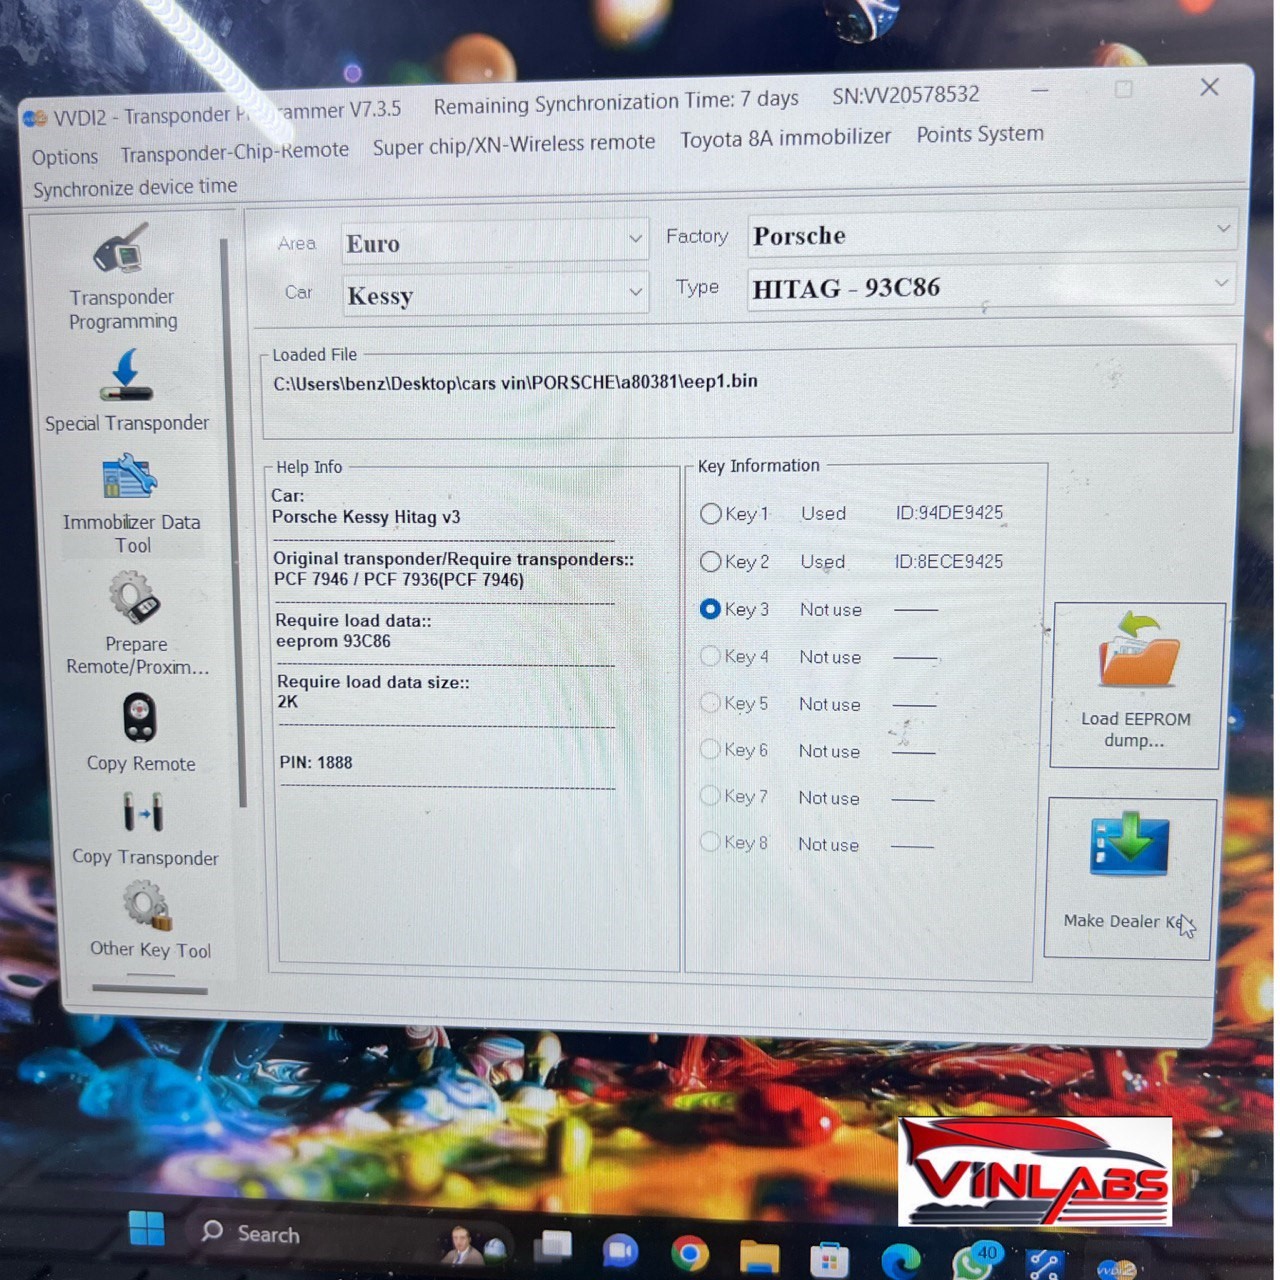 VVDI2 - Transponder Programmer V7.3.5 Remaining Synchronization Time: 7 days SN:VV20578532
Options Transponder-Chip-Remote Super chip/XN-Wireless remote Toyota 8A immobilizer Points System
Synchronize device time
Transponder
Programming
Special Transponder
Immobilizer Data
Tool
Prepare
Remote/Proxim...
Copy Remote
Copy Transponder
Other Key Tool
Area Euro Factory Porsche
Car Kessy Type HITAG - 93C86
Loaded File
C:\Users\benz\Desktop\cars vin\PORSCHE\a80381\eep1.bin
Help Info
Car:
Porsche Kessy Hitag v3
Original transponder/Require transponders::
PCF 7946 / PCF 7936(PCF 7946)
Require load data::
eeprom 93C86
Require load data size::
2K
PIN: 1888
Key Information
Key 1 Used ID:94DE9425
Key 2 Used ID:8ECE9425
Key 3 Not use
Key 4 Not use
Key 5 Not use
Key 6 Not use
Key 7 Not use
Key 8 Not use
Load EEPROM
dump...
Make Dealer Key
VINLABS
Search
40
VVDI2